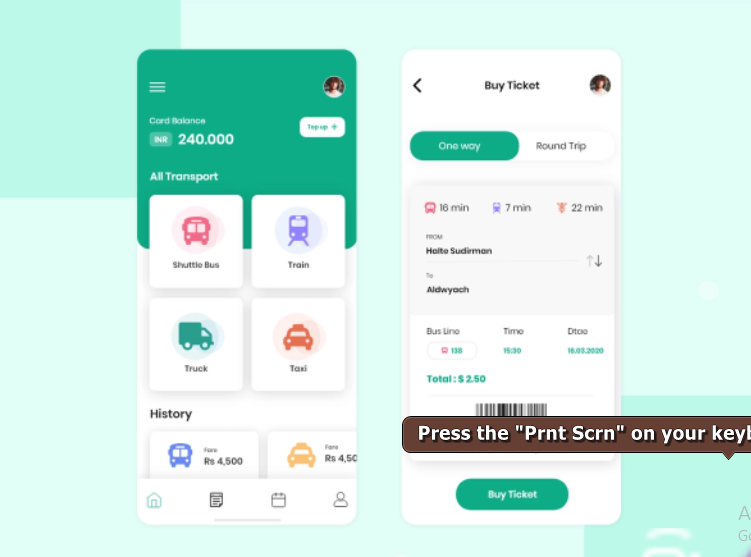 Card Balance
INR 240.000
Top up +
All Transport
Shuttle Bus
Train
Truck
Taxi
History
Fare
Rs 4,500
Fare
Rs 4,50
Buy Ticket
One way
Round Trip
16 min
7 min
22 min
FROM
Halte Sudirman
To
Aldwyach
Bus Line
Time
Dtae
138
15:30
16.03.2020
Total : $ 2.50
Press the "Prnt Scrn" on your keyb
Buy Ticket